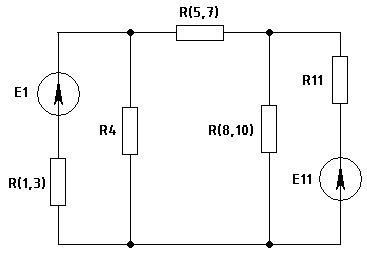 R(5,7)
E1
R11
R4
R(8,10)
R(1,3)
E11